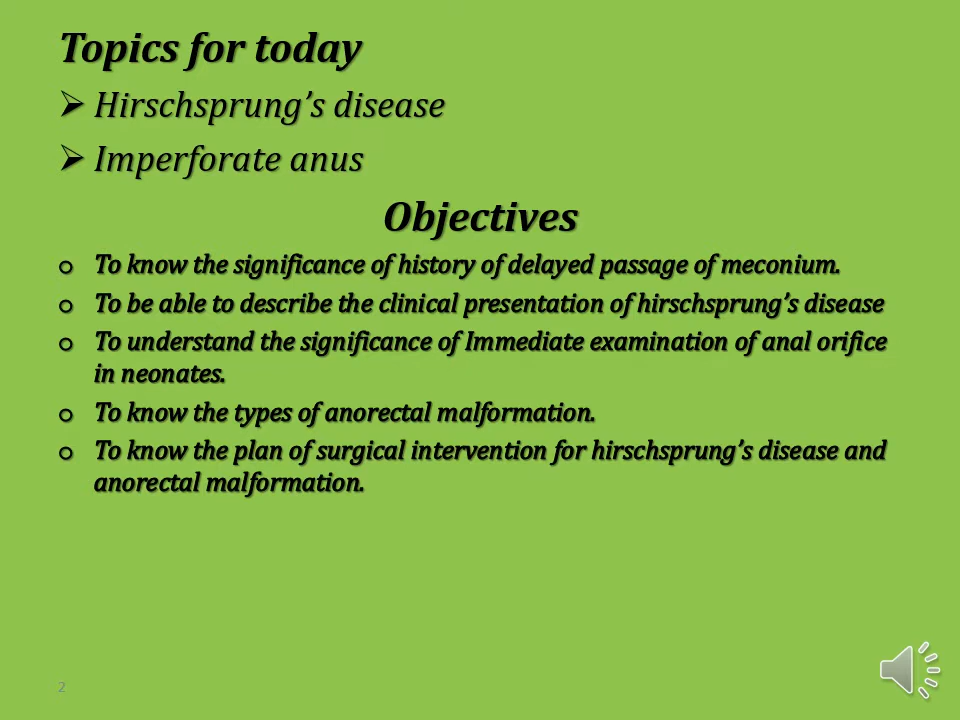 Topics for today
➢ Hirschsprung’s disease
➢ Imperforate anus
Objectives
o To know the significance of history of delayed passage of meconium.
o To be able to describe the clinical presentation of hirschsprung’s disease
o To understand the significance of Immediate examination of anal orifice
in neonates.
o To know the types of anorectal malformation.
o To know the plan of surgical intervention for hirschsprung’s disease and
anorectal malformation.
2